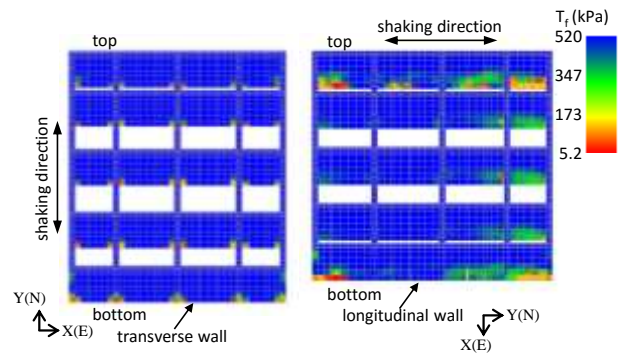 top
shaking direction
Y(N)
X(E)
bottom
transverse wall
shaking direction
top
bottom
longitudinal wall
Y(N)
X(E)
T_f (kPa)
520
347
173
5.2